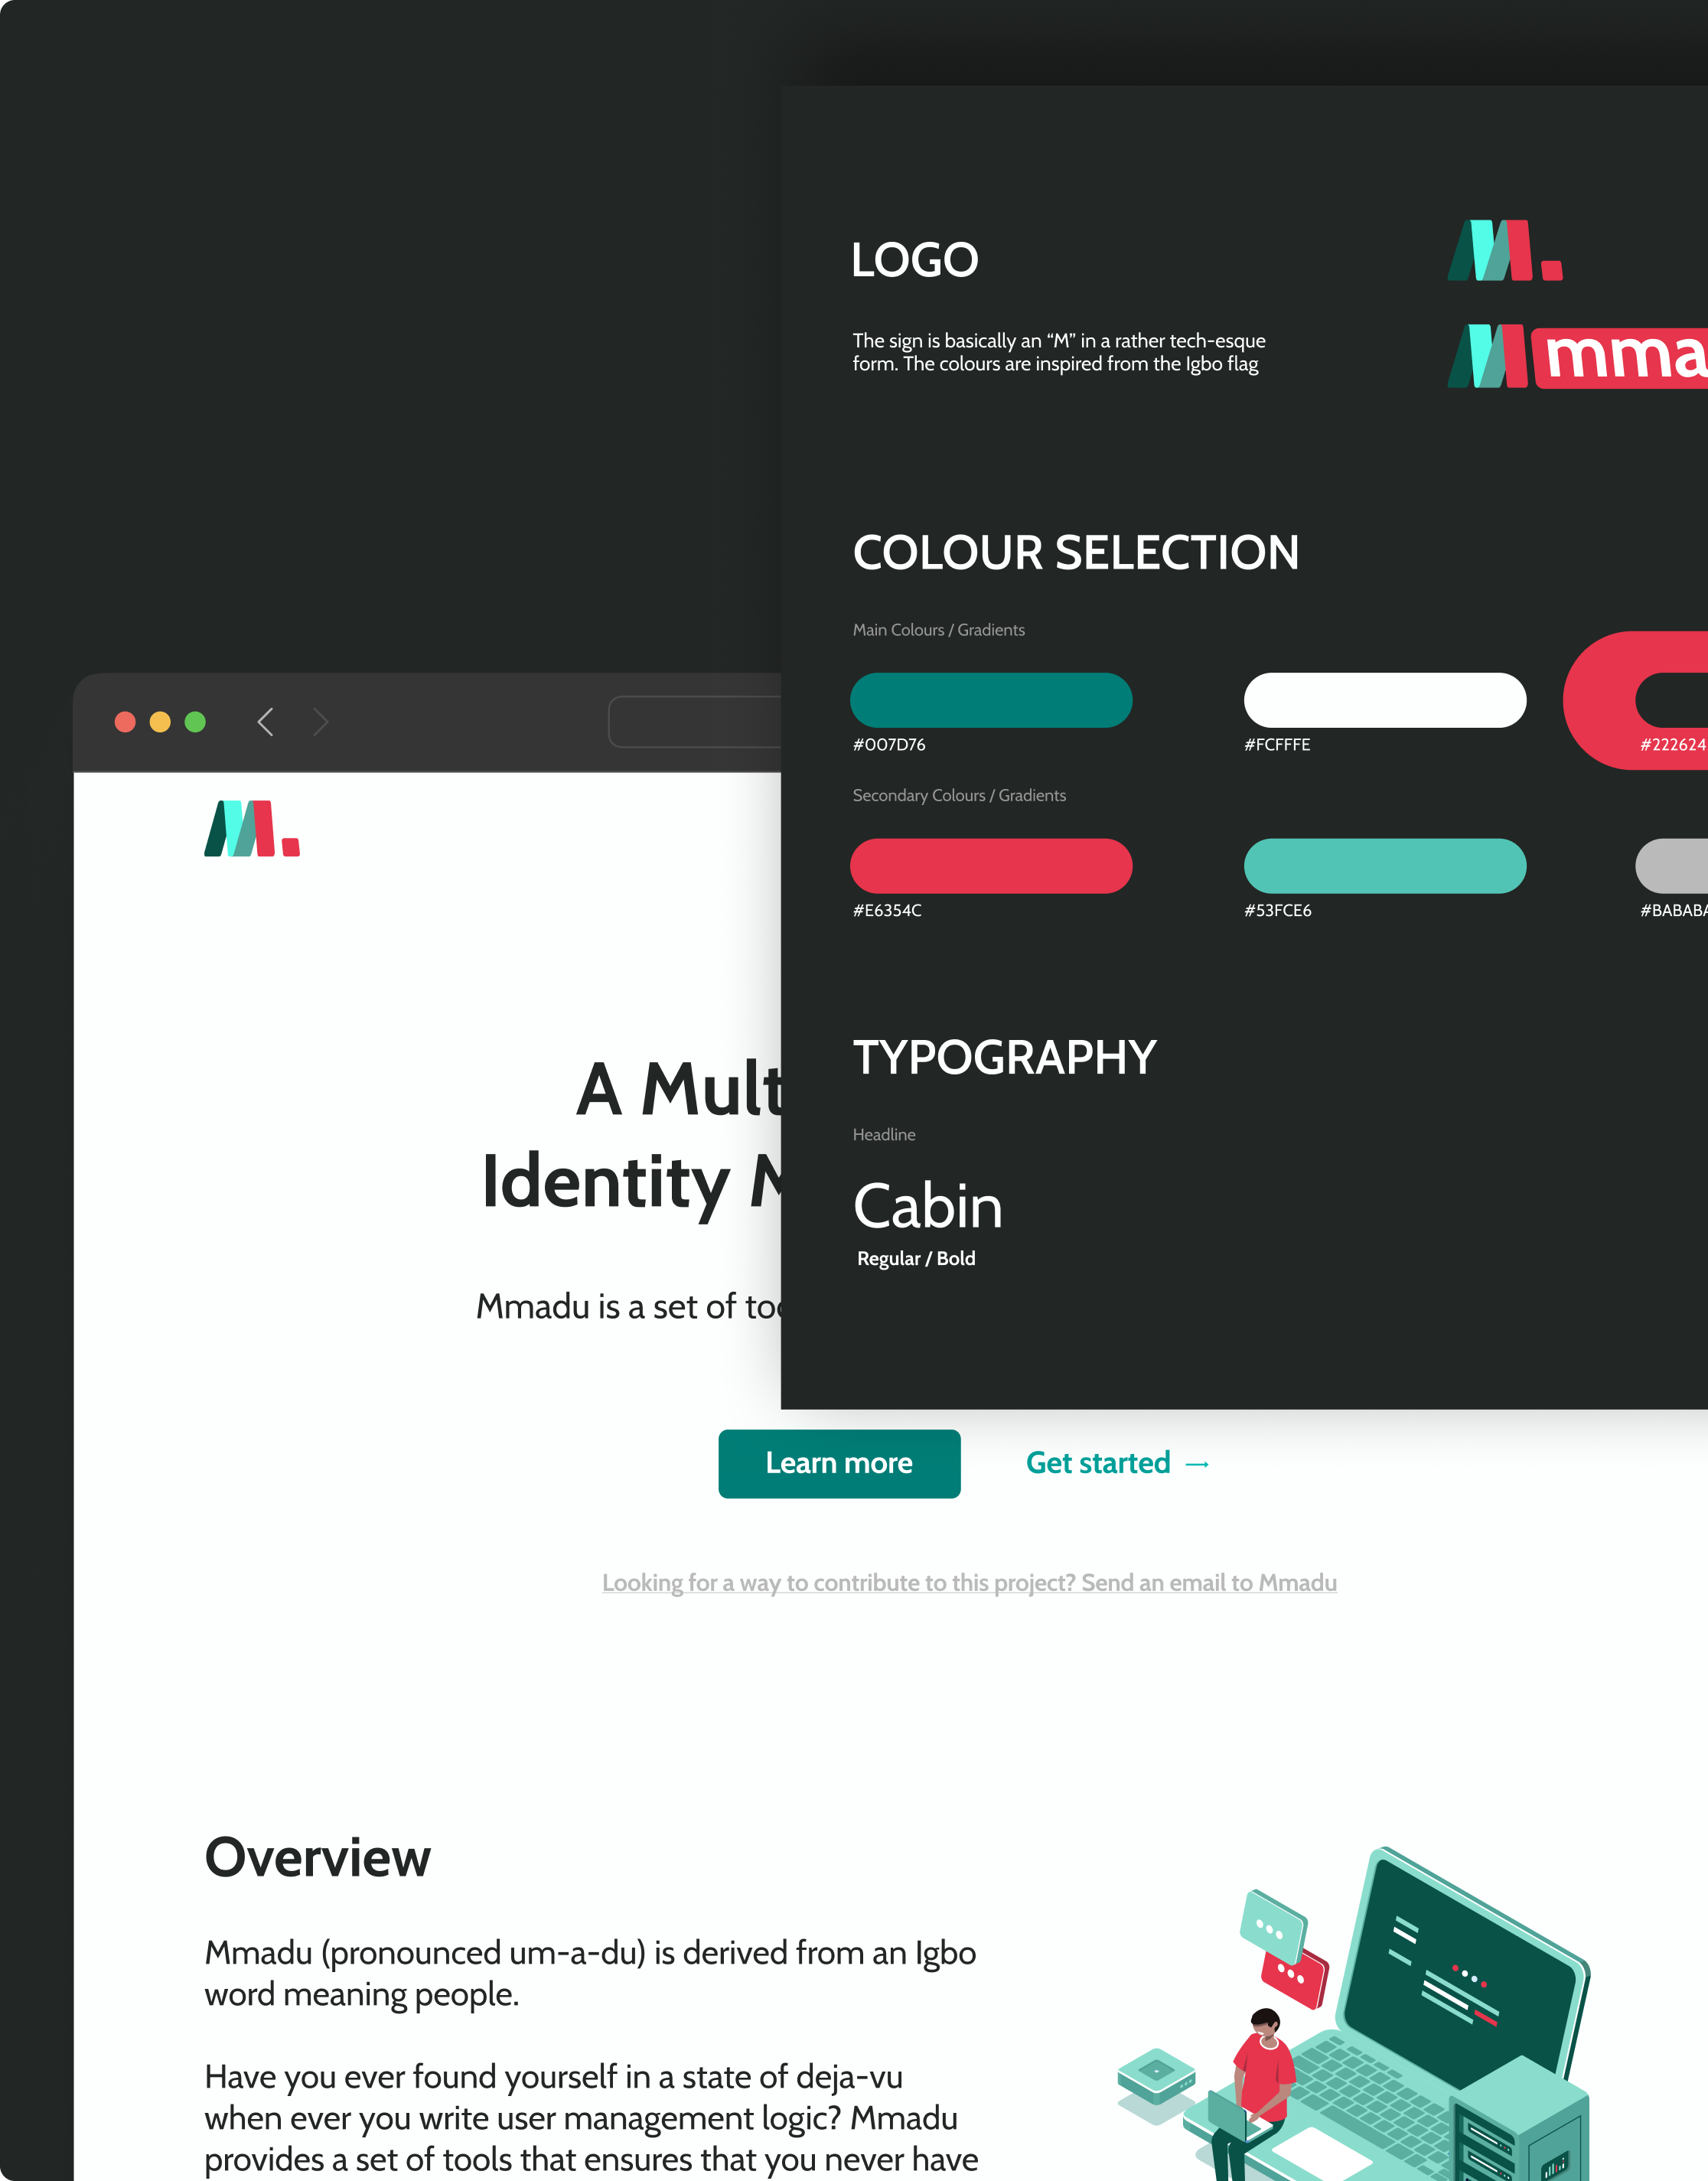 LOGO
The sign is basically an “M” in a rather tech-esque
form. The colours are inspired from the Igbo flag
mma
COLOUR SELECTION
Main Colours / Gradients
#007D76
#FCFFFE
#222624
Secondary Colours / Gradients
#E6354C
#53FCE6
#BABABA
TYPOGRAPHY
Headline
Cabin
Regular / Bold
A Mult
Identity M
Mmadu is a set of too
Learn more
Get started →
Looking for a way to contribute to this project? Send an email to Mmadu
Overview
Mmadu (pronounced um-a-du) is derived from an Igbo
word meaning people.
Have you ever found yourself in a state of deja-vu
when ever you write user management logic? Mmadu
provides a set of tools that ensures that you never have